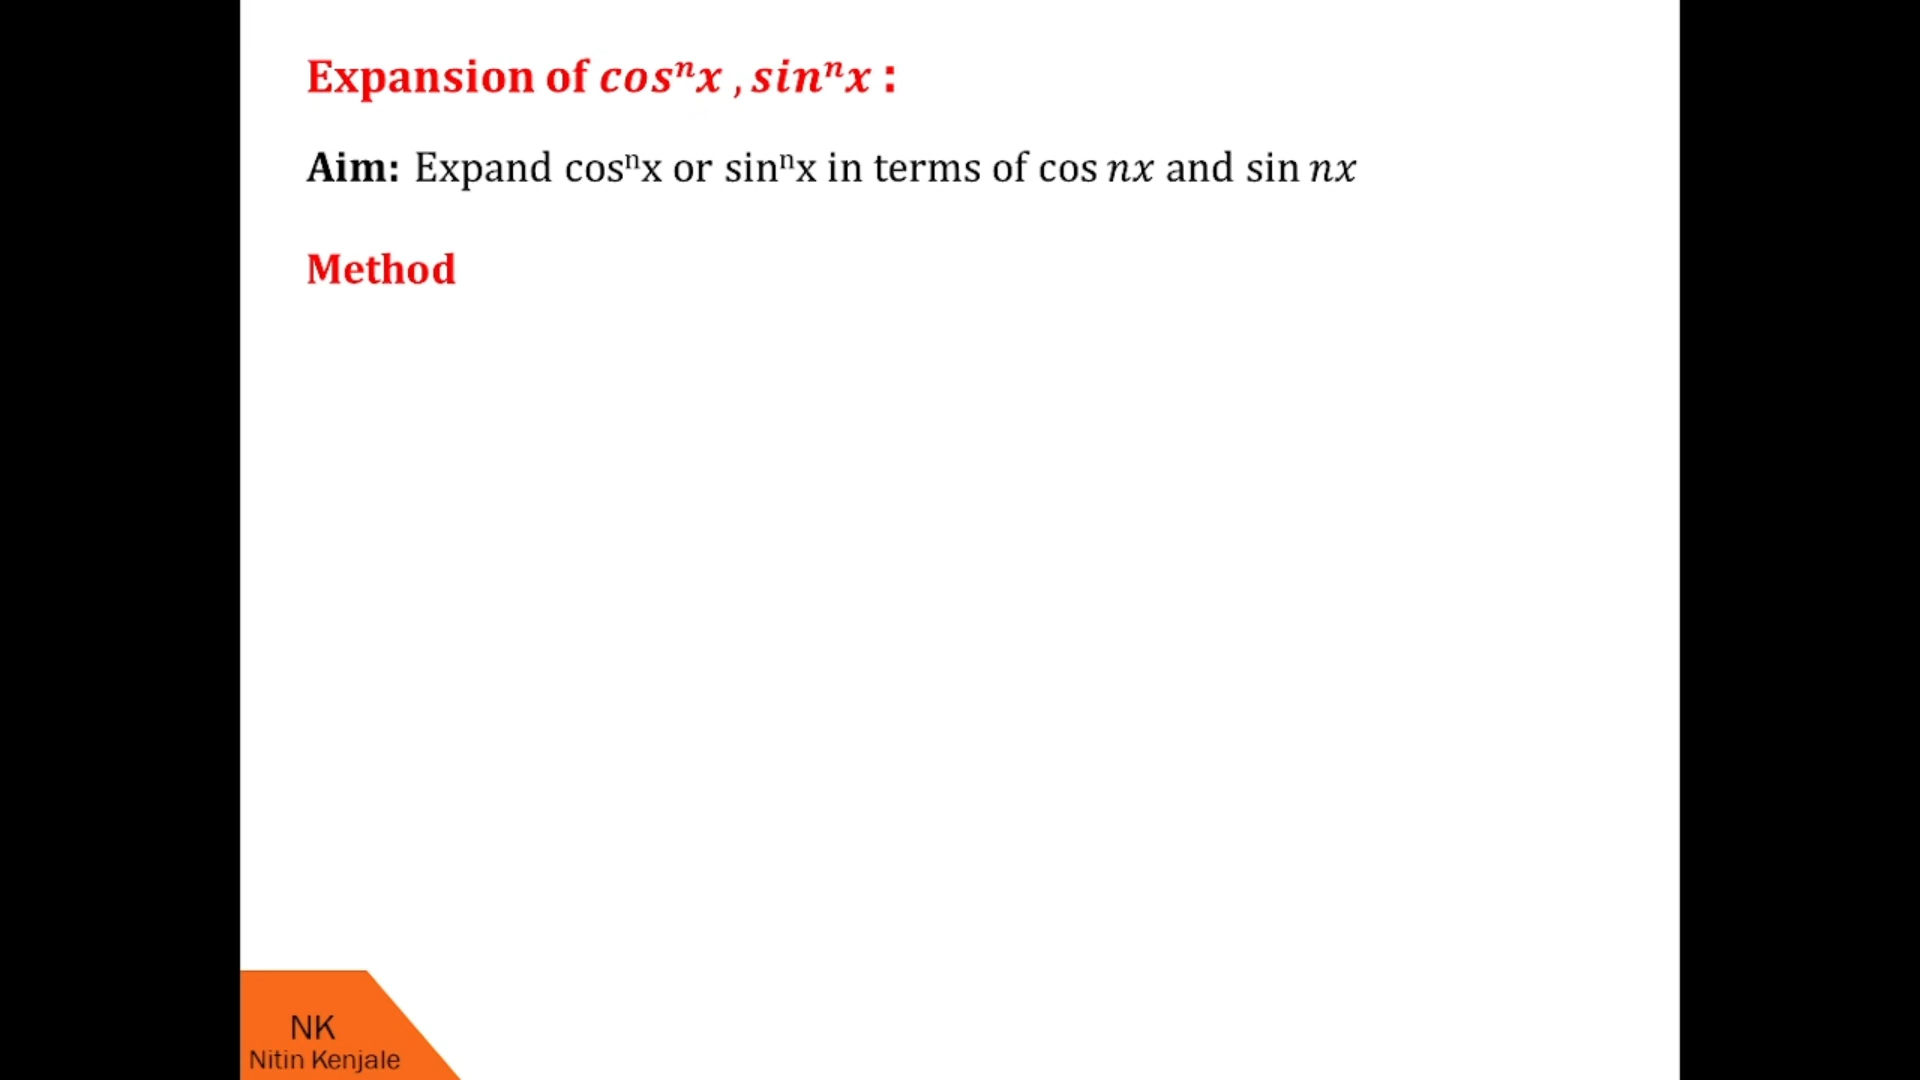 Expansion of cosⁿx , sinⁿx :
Aim: Expand cosⁿx or sinⁿx in terms of cos nx and sin nx
Method
NK
Nitin Kenjale